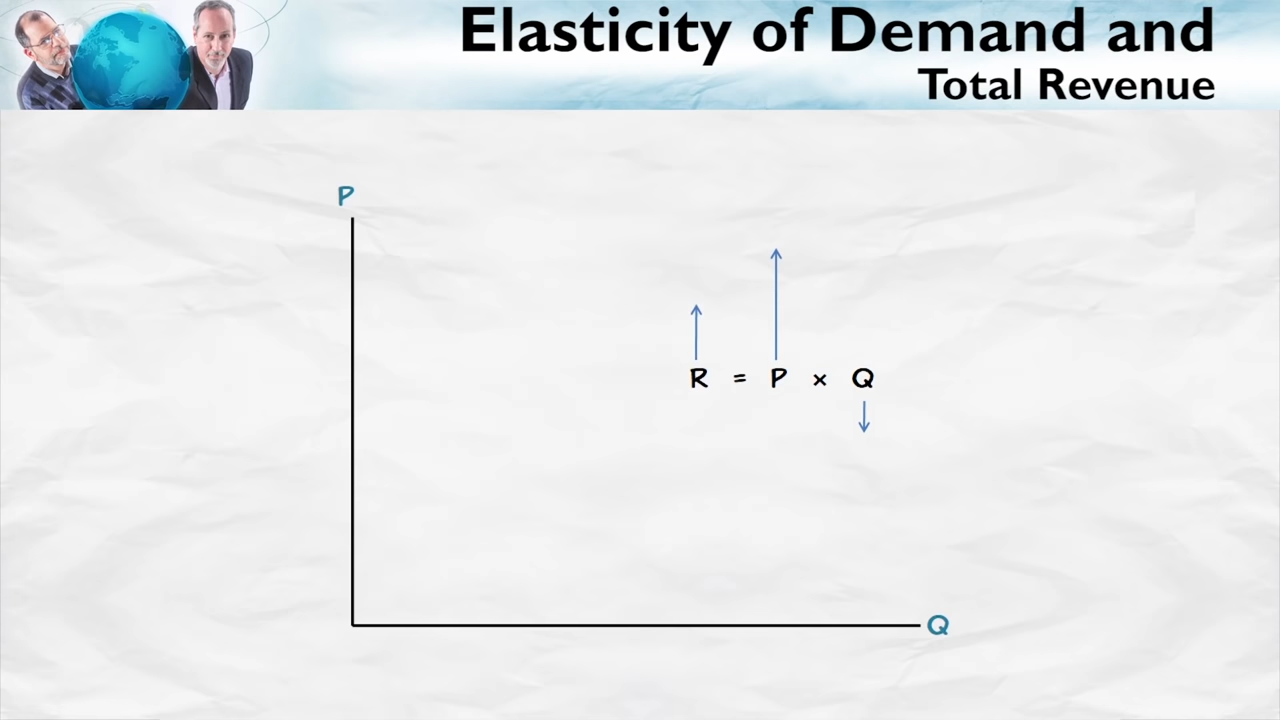 Elasticity of Demand and
Total Revenue
P
R = P × Q
Q